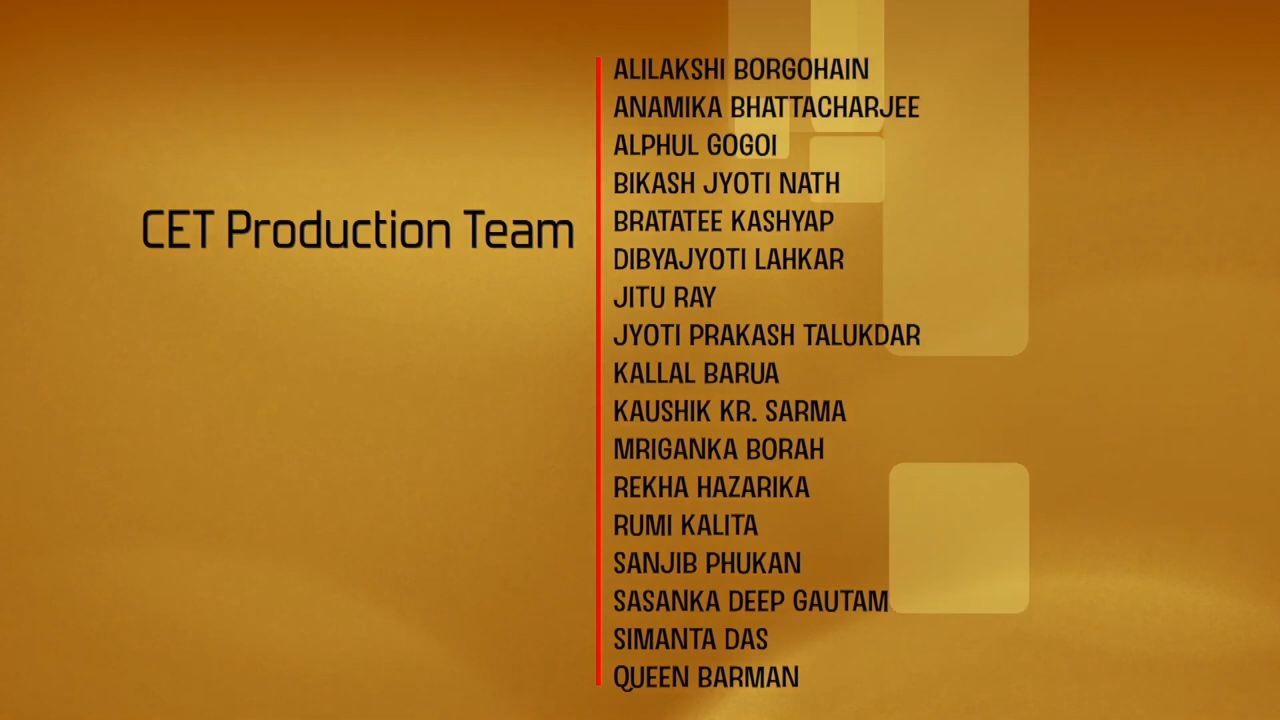 CET Production Team
ALILAKSHI BORGOHAIN
ANAMIKA BHATTACHARJEE
ALPHUL GOGOI
BIKASH JYOTI NATH
BRATATEE KASHYAP
DIBYAJYOTI LAHKAR
JITU RAY
JYOTI PRAKASH TALUKDAR
KALLAL BARUA
KAUSHIK KR. SARMA
MRIGANKA BORAH
REKHA HAZARIKA
RUMI KALITA
SANJIB PHUKAN
SASANKA DEEP GAUTAM
SIMANTA DAS
QUEEN BARMAN